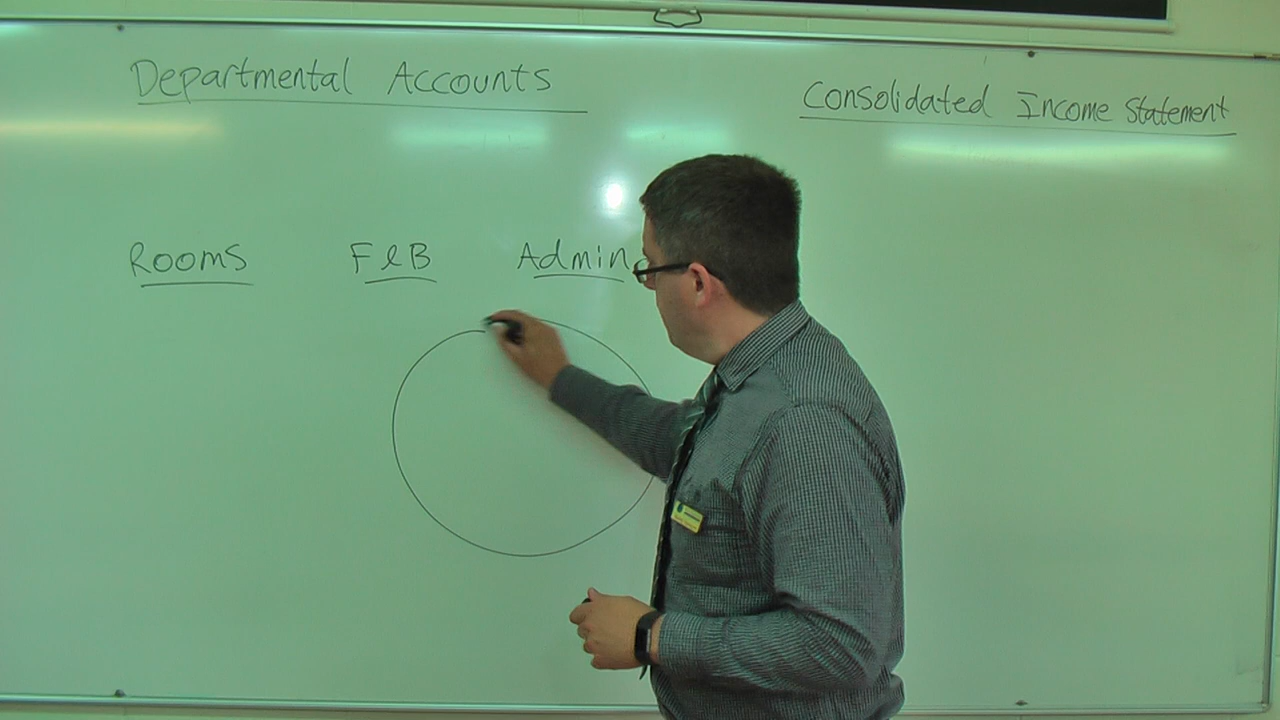 Departmental Accounts
Consolidated Income Statement
Rooms F&B Admin